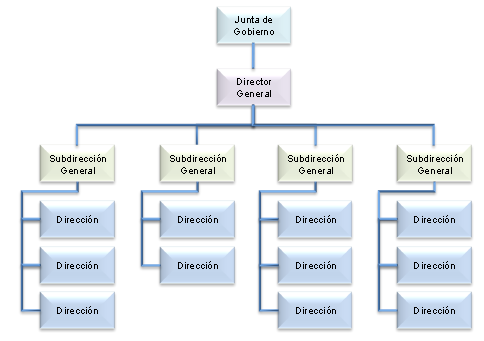 Junta de
Gobierno
Director
General
Subdirección
General
Subdirección
General
Subdirección
General
Subdirección
General
Dirección
Dirección
Dirección
Dirección
Dirección
Dirección
Dirección
Dirección
Dirección
Dirección
Dirección